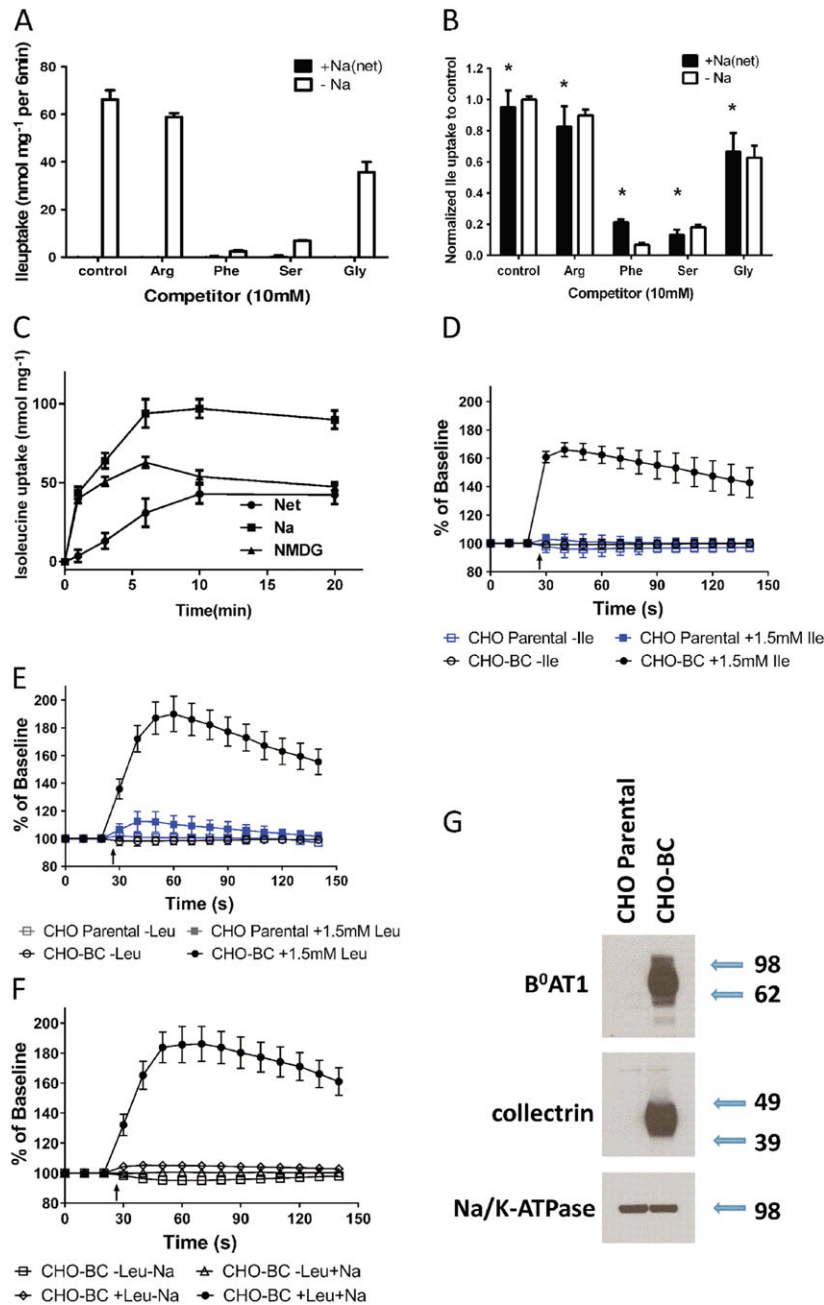 A
+Na(net)
- Na
Ileuptake (nmol mg⁻¹ per 6min)
80
60
40
20
0
control Arg Phe Ser Gly
Competitor (10mM)
B
+Na(net)
- Na
Normalized Ile uptake to control
1.4
1.2
1.0
0.8
0.6
0.4
0.2
0.0
* * * * *
control Arg Phe Ser Gly
Competitor (10mM)
C
Isoleucine uptake (nmol mg⁻¹)
100
50
0
Net
Na
NMDG
0 5 10 15 20
Time(min)
D
% of Baseline
180
160
140
120
100
80
0 30 60 90 120 150
Time (s)
CHO Parental -Ile CHO Parental +1.5mM Ile
CHO-BC -Ile CHO-BC +1.5mM Ile
E
% of Baseline
200
180
160
140
120
100
80
0 30 60 90 120 150
Time (s)
CHO Parental -Leu CHO Parental +1.5mM Leu
CHO-BC -Leu CHO-BC +1.5mM Leu
F
% of Baseline
200
180
160
140
120
100
80
0 30 60 90 120 150
Time (s)
CHO-BC -Leu-Na CHO-BC -Leu+Na
CHO-BC +Leu-Na CHO-BC +Leu+Na
G
CHO Parental
CHO-BC
B⁰AT1
98
62
collectrin
49
39
Na/K-ATPase
98